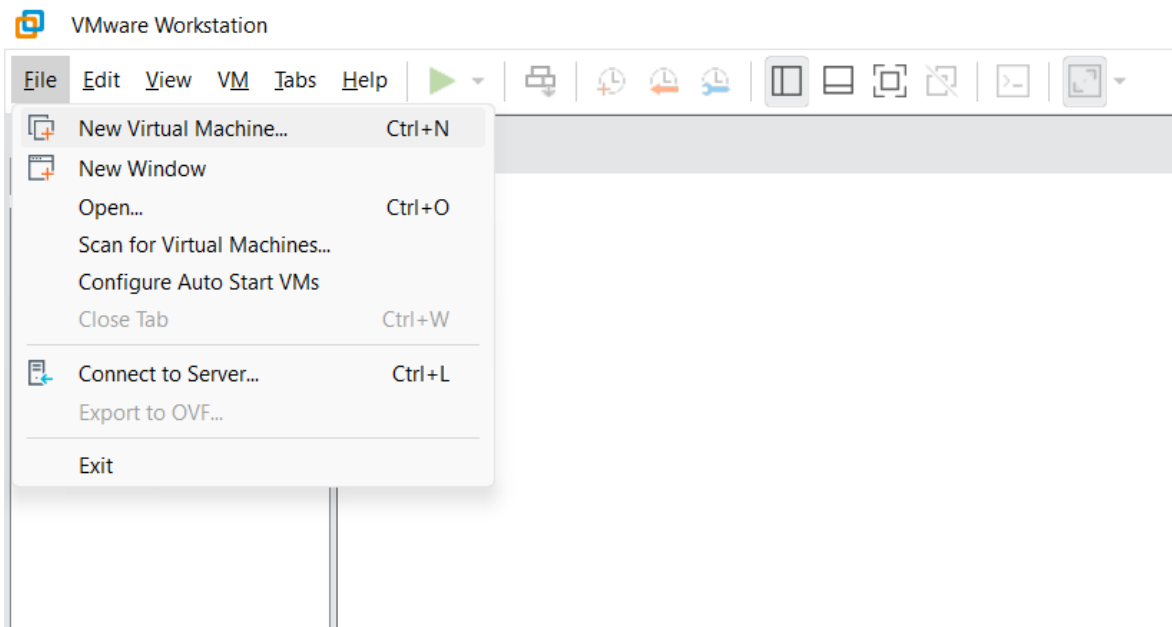 VMware Workstation
File Edit View VM Tabs Help
New Virtual Machine... Ctrl+N
New Window
Open... Ctrl+O
Scan for Virtual Machines...
Configure Auto Start VMs
Close Tab Ctrl+W
Connect to Server... Ctrl+L
Export to OVF...
Exit